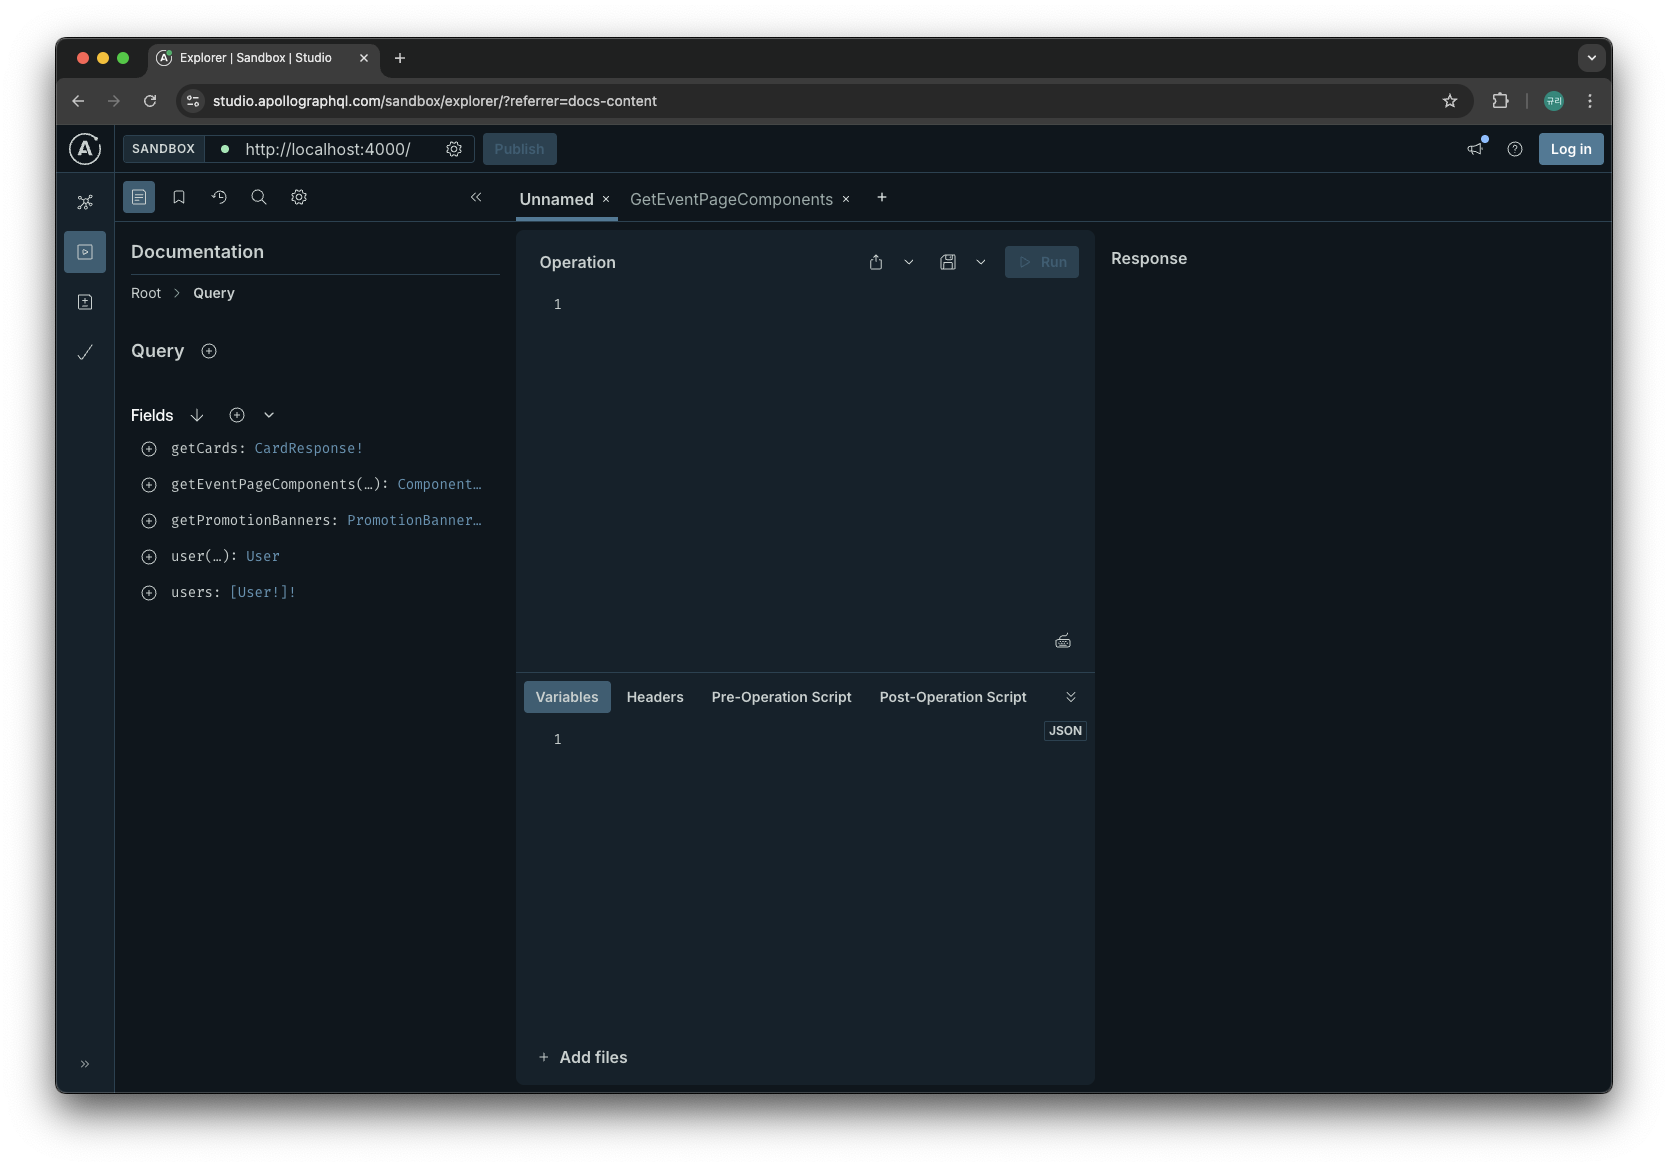 Explorer | Sandbox | Studio
studio.apollographql.com/sandbox/explorer/?referrer=docs-content
규리
A
SANDBOX
http://localhost:4000/
Publish
Log in
Unnamed
GetEventPageComponents
Documentation
Root > Query
Query
Fields
getCards: CardResponse!
getEventPageComponents(…): Component…
getPromotionBanners: PromotionBanner…
user(…): User
users: [User!]!
Operation
Run
1
Variables
Headers
Pre-Operation Script
Post-Operation Script
JSON
1
+ Add files
Response